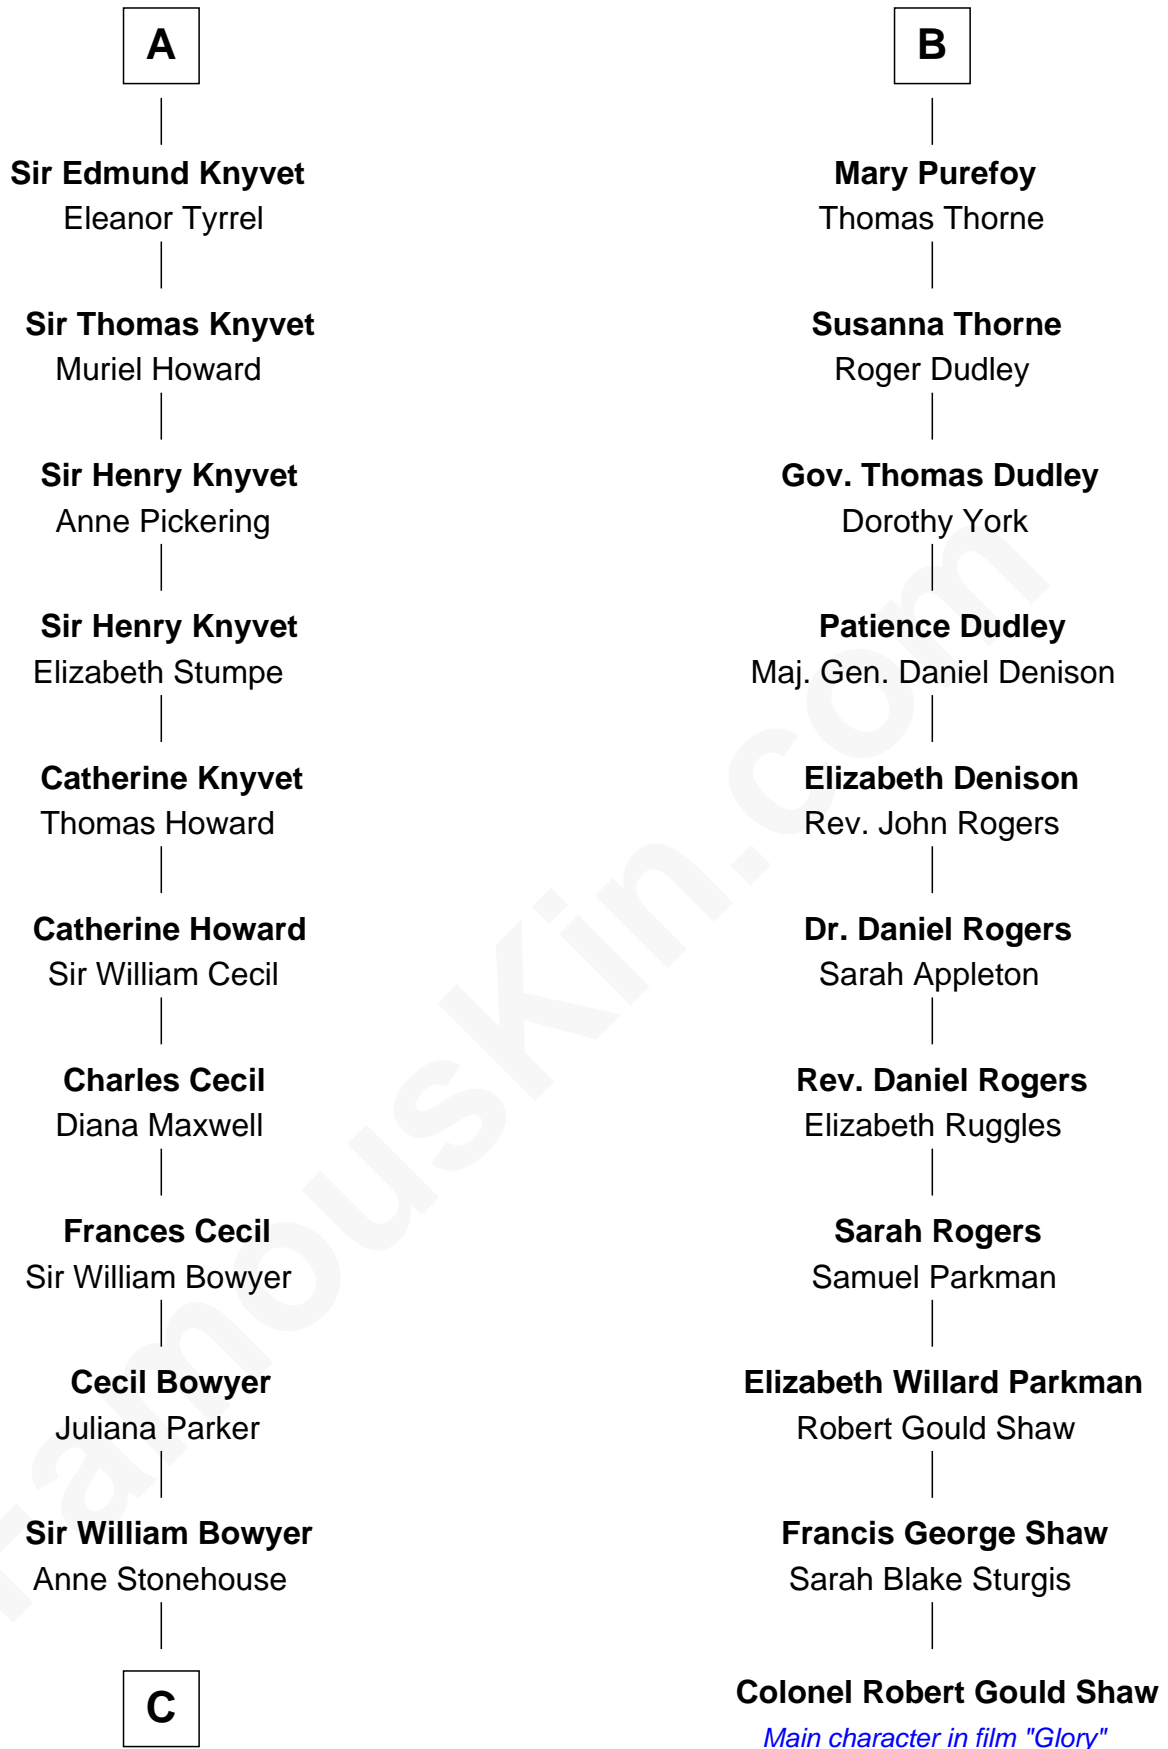 A
Sir Edmund Knyvet
Eleanor Tyrrel
Sir Thomas Knyvet
Muriel Howard
Sir Henry Knyvet
Anne Pickering
Sir Henry Knyvet
Elizabeth Stumpe
Catherine Knyvet
Thomas Howard
Catherine Howard
Sir William Cecil
Charles Cecil
Diana Maxwell
Frances Cecil
Sir William Bowyer
Cecil Bowyer
Juliana Parker
Sir William Bowyer
Anne Stonehouse
C
B
Mary Purefoy
Thomas Thorne
Susanna Thorne
Roger Dudley
Gov. Thomas Dudley
Dorothy York
Patience Dudley
Maj. Gen. Daniel Denison
Elizabeth Denison
Rev. John Rogers
Dr. Daniel Rogers
Sarah Appleton
Rev. Daniel Rogers
Elizabeth Ruggles
Sarah Rogers
Samuel Parkman
Elizabeth Willard Parkman
Robert Gould Shaw
Francis George Shaw
Sarah Blake Sturgis
Colonel Robert Gould Shaw
Main character in film "Glory"
FamousKin.com